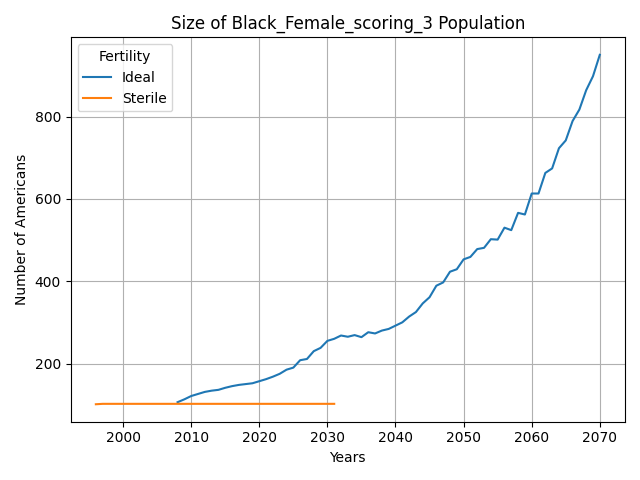 Size of Black_Female_scoring_3 Population
Fertility
Ideal
Sterile
Number of Americans
800
600
400
200
2000 2010 2020 2030 2040 2050 2060 2070
Years